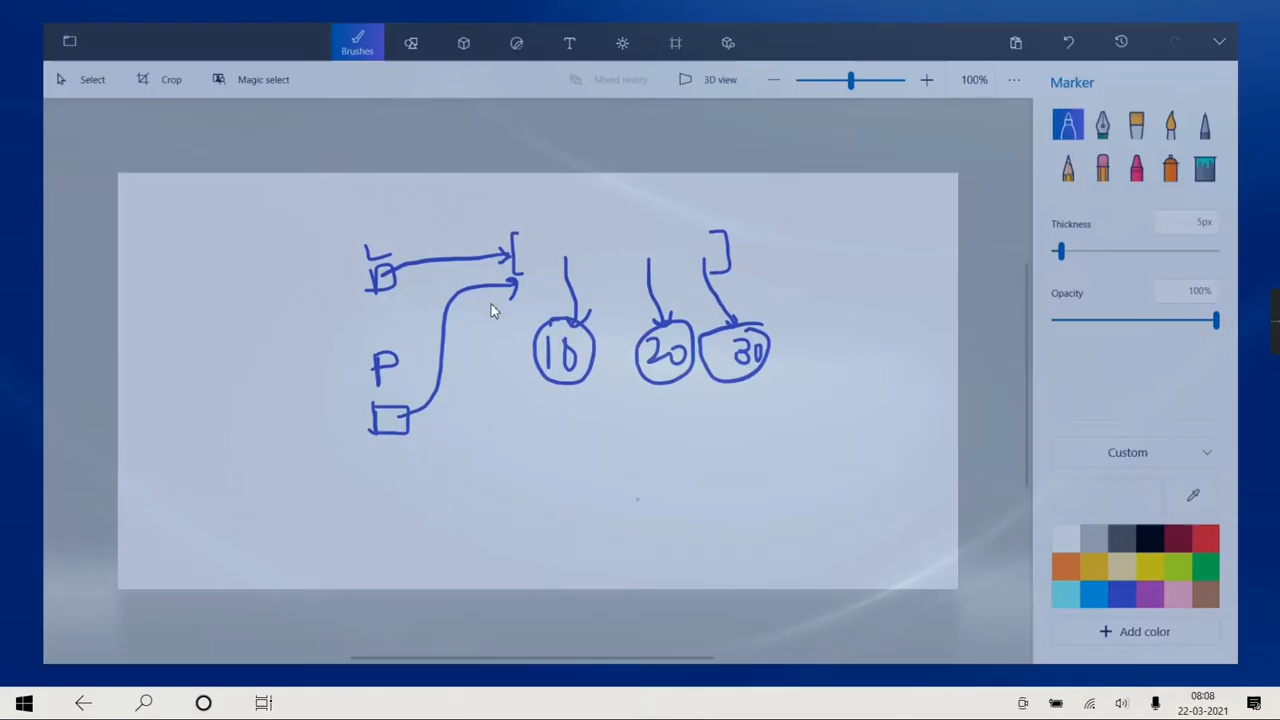 Brushes
Select
Crop
Magic select
Mixed reality
3D view
100%
Marker
Thickness
5px
Opacity
100%
Custom
Add color
L
[ ]
10 20 30
P
08:08
22-03-2021